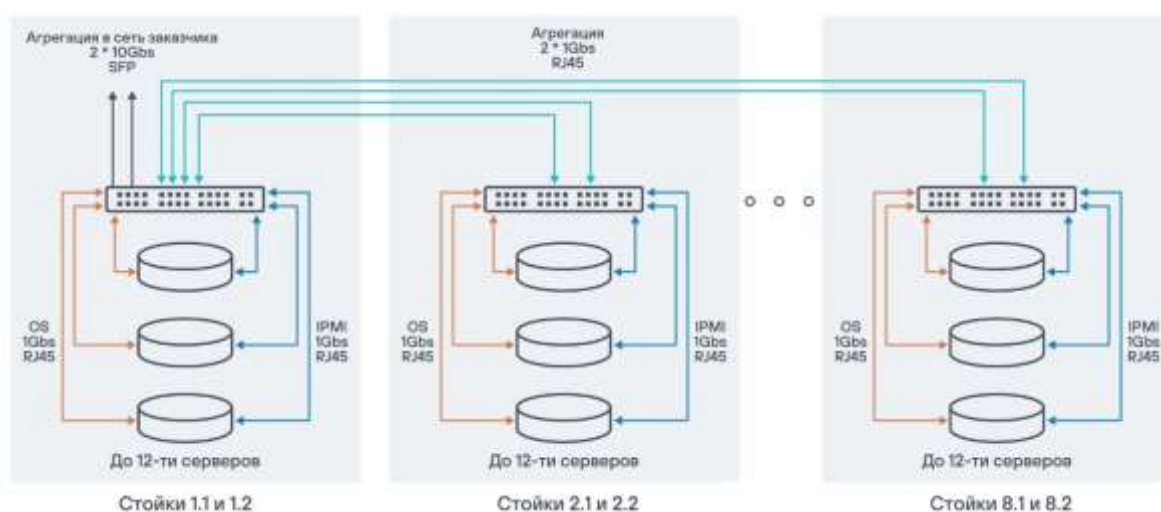 Агрегация в сеть заказчика
2 * 10Gbs
SFP
Агрегация
2 * 1Gbs
RJ45
OS
1Gbs
RJ45
IPMI
1Gbs
RJ45
До 12-ти серверов
OS
1Gbs
RJ45
IPMI
1Gbs
RJ45
До 12-ти серверов
OS
1Gbs
RJ45
IPMI
1Gbs
RJ45
До 12-ти серверов
Стойки 1.1 и 1.2
Стойки 2.1 и 2.2
Стойки 8.1 и 8.2